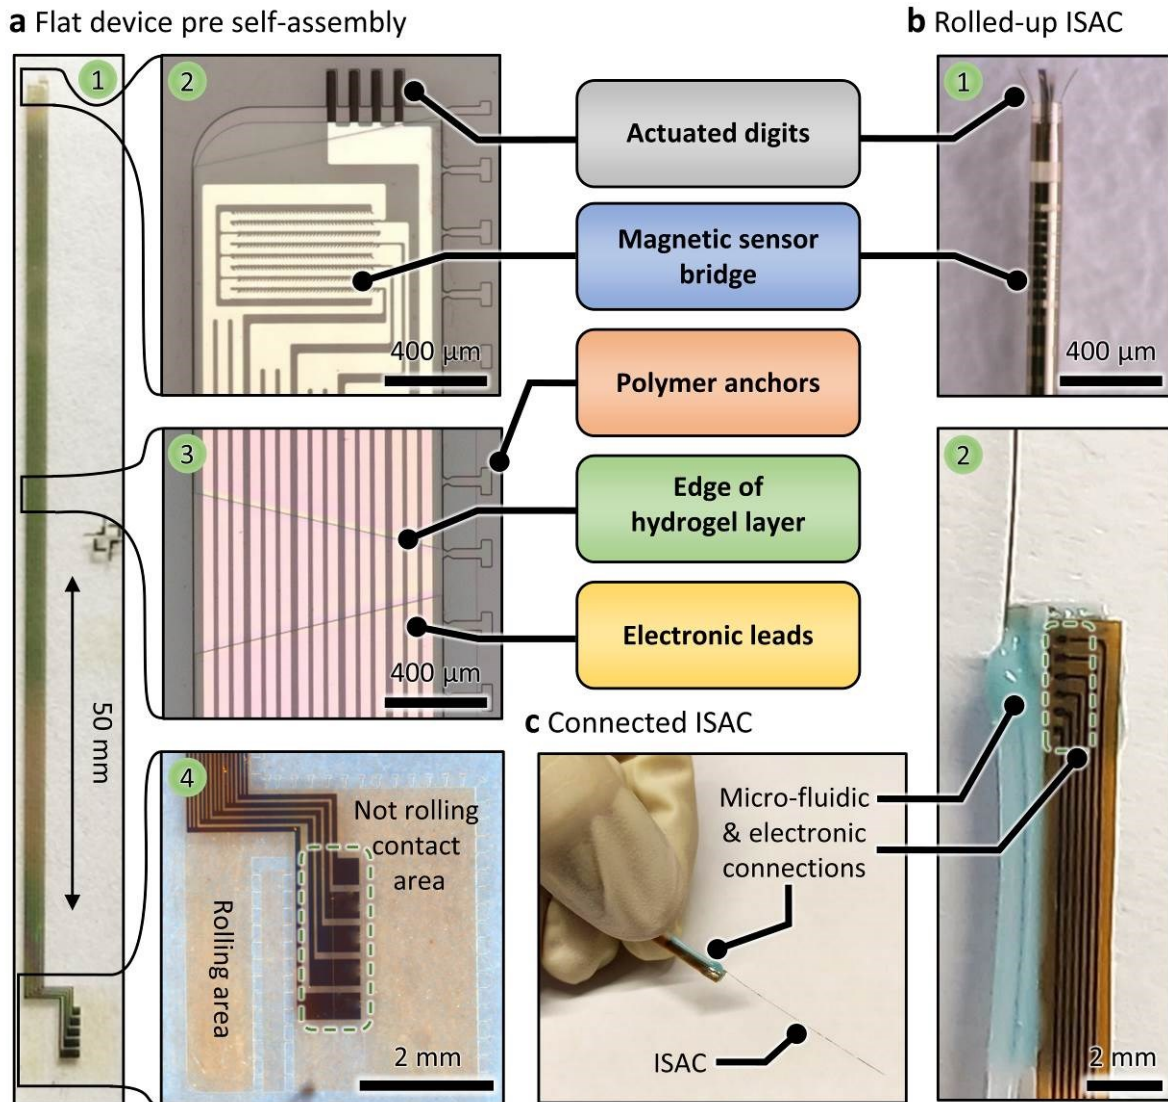 a Flat device pre self-assembly
b Rolled-up ISAC
1
2
400 µm
Actuated digits
Magnetic sensor
bridge
Polymer anchors
Edge of
hydrogel layer
Electronic leads
1
400 µm
3
400 µm
50 mm
2
c Connected ISAC
4
Not rolling
contact
area
Rolling area
2 mm
Micro-fluidic
& electronic
connections
ISAC
2 mm